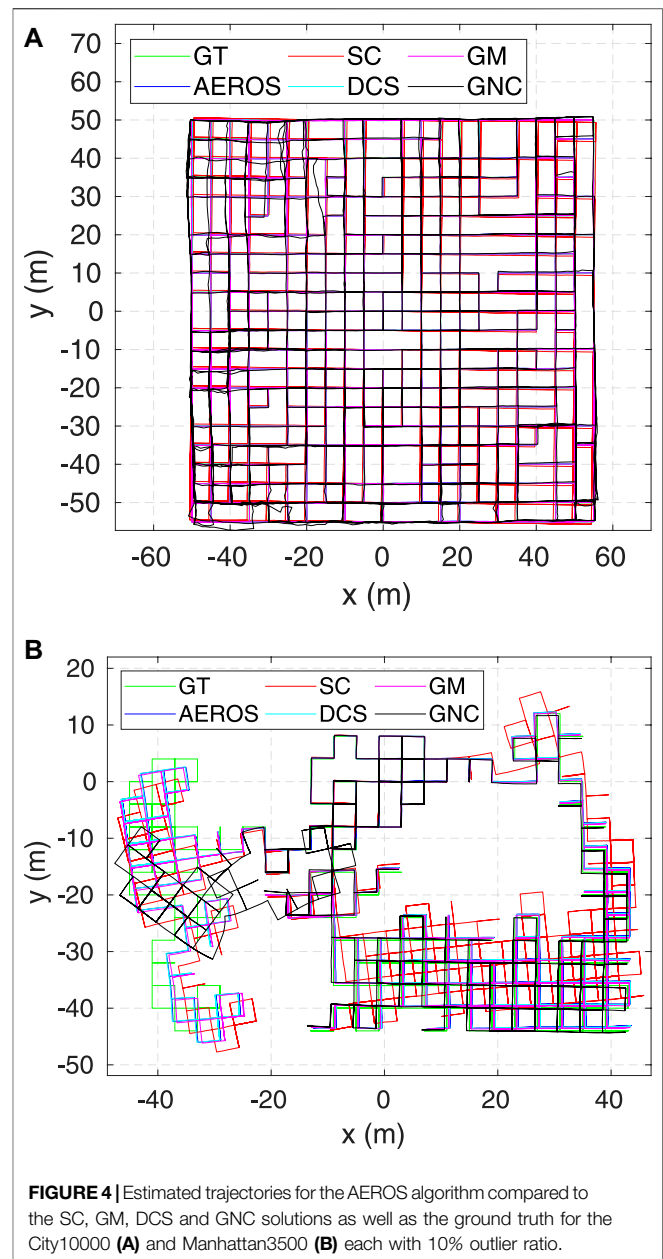 A
GT SC GM
AEROS DCS GNC
50
40
30
20
10
0
-10
-20
-30
-40
-50
y (m)
-60 -40 -20 0 20 40 60
x (m)
B
GT SC GM
AEROS DCS GNC
20
10
0
-10
-20
-30
-40
-50
y (m)
-40 -20 0 20 40
x (m)
FIGURE 4 | Estimated trajectories for the AEROS algorithm compared to
the SC, GM, DCS and GNC solutions as well as the ground truth for the
City10000 (A) and Manhattan3500 (B) each with 10% outlier ratio.